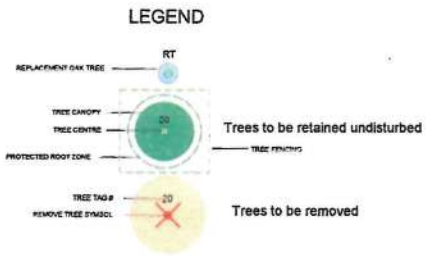 LEGEND
RT
REPLACEMENT OAK TREE
TREE CANOPY
TREE CENTRE
Trees to be retained undisturbed
TREE FENCING
PROTECTED ROOT ZONE
TREE TAG#
20
REMOVE TREE SYMBOL
Trees to be removed